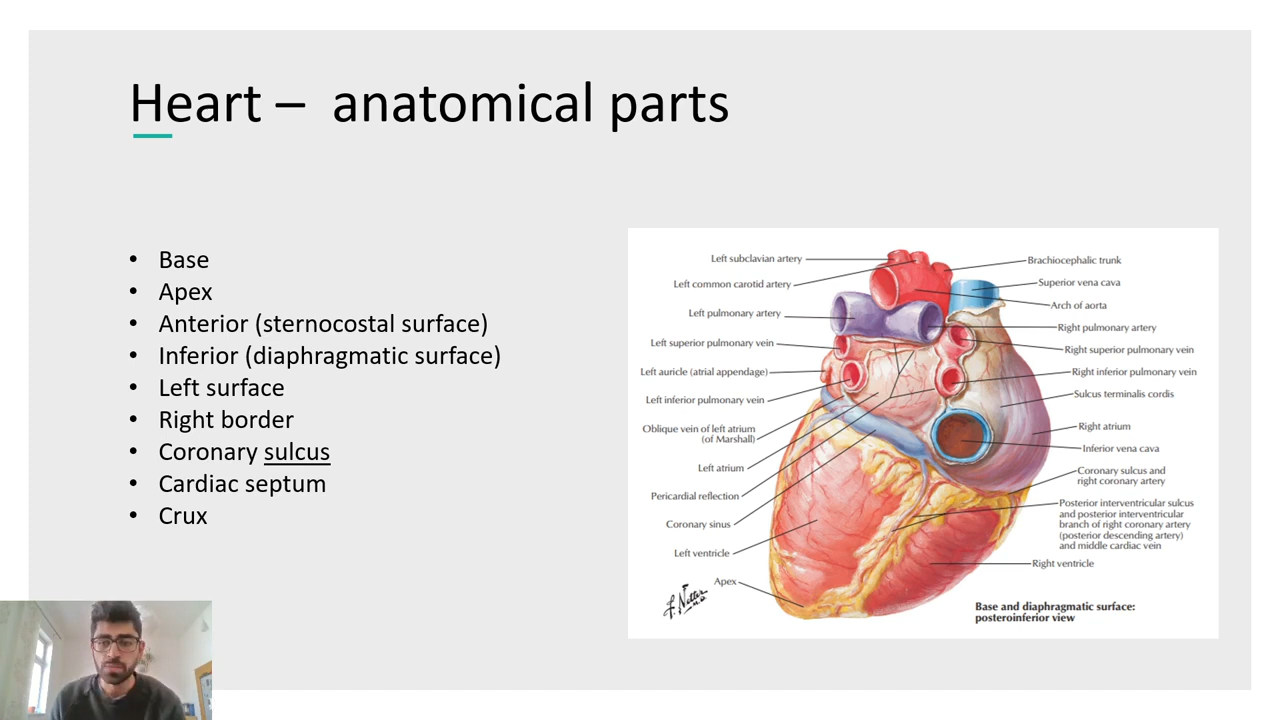 Heart – anatomical parts
• Base
• Apex
• Anterior (sternocostal surface)
• Inferior (diaphragmatic surface)
• Left surface
• Right border
• Coronary sulcus
• Cardiac septum
• Crux
Left subclavian artery
Left common carotid artery
Left pulmonary artery
Left superior pulmonary vein
Left auricle (atrial appendage)
Left inferior pulmonary vein
Oblique vein of left atrium
(of Marshall)
Left atrium
Pericardial reflection
Coronary sinus
Left ventricle
Apex
Brachiocephalic trunk
Superior vena cava
Arch of aorta
Right pulmonary artery
Right superior pulmonary vein
Right inferior pulmonary vein
Sulcus terminalis cordis
Right atrium
Inferior vena cava
Coronary sulcus and
right coronary artery
Posterior interventricular sulcus
and posterior interventricular
branch of right coronary artery
(posterior descending artery)
and middle cardiac vein
Right ventricle
F. Netter
M.D.
Base and diaphragmatic surface:
posteroinferior view